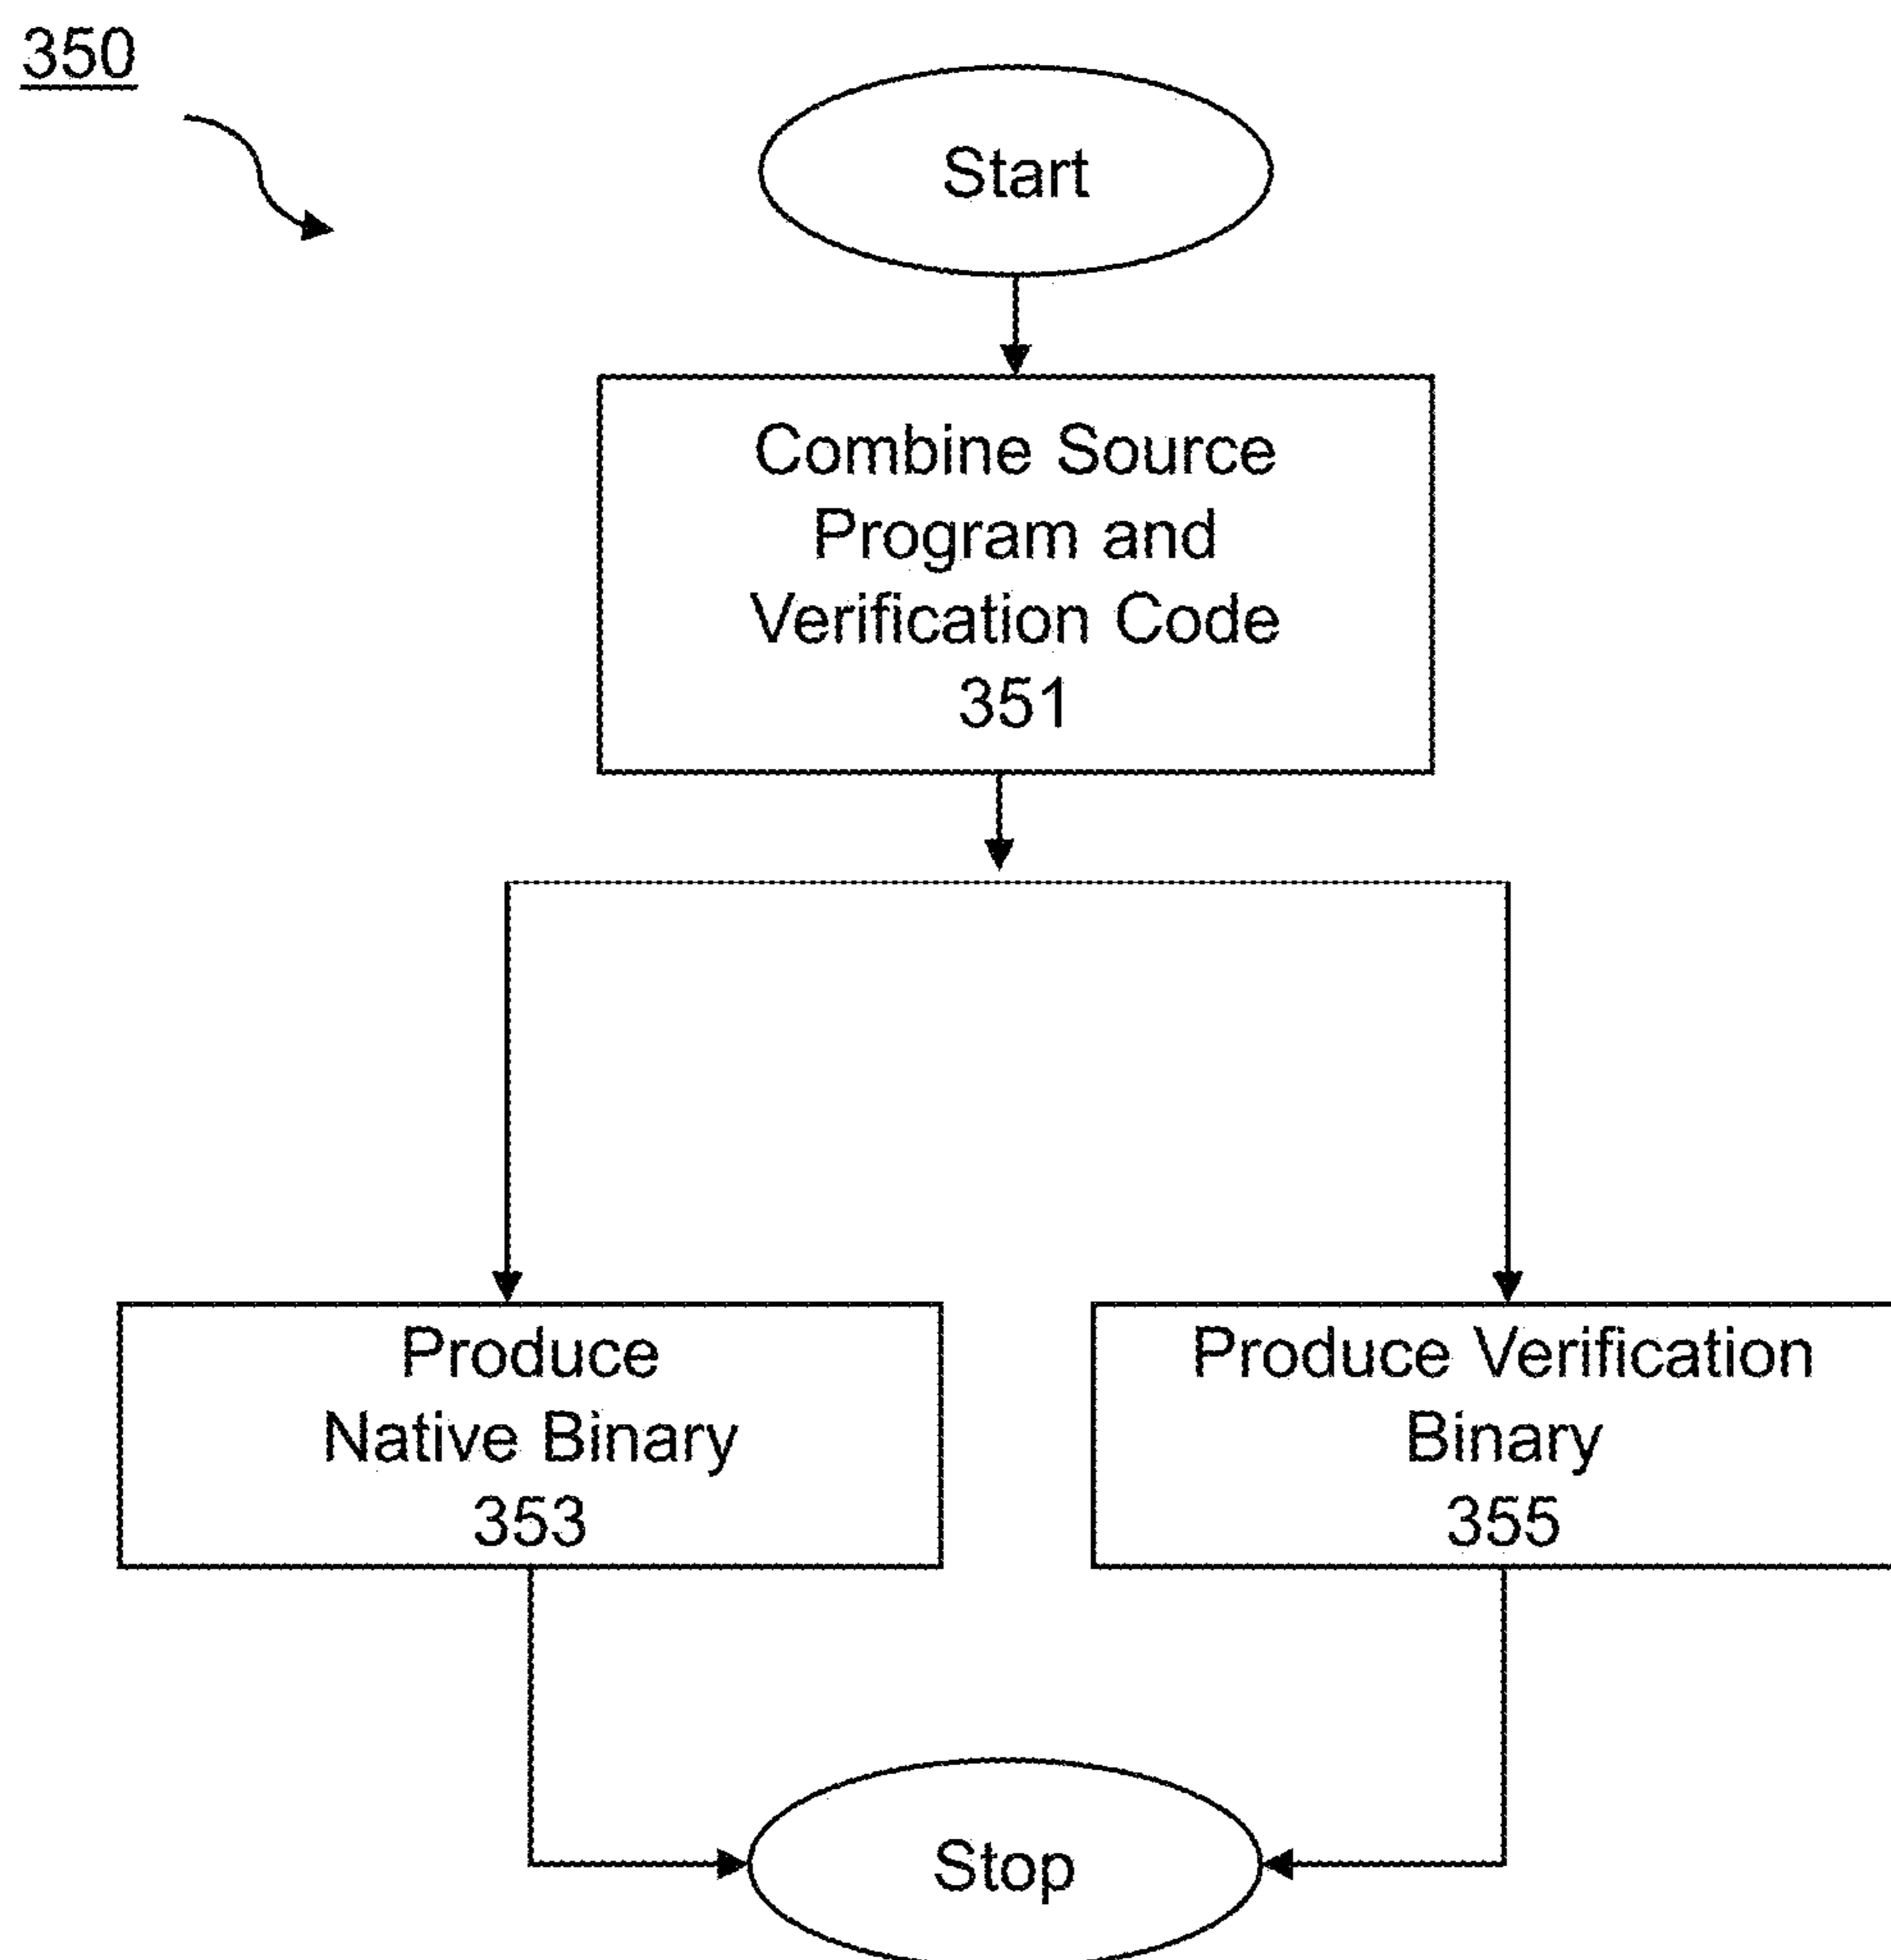 350
Start
Combine Source
Program and
Verification Code
351
Produce
Native Binary
353
Produce Verification
Binary
355
Stop